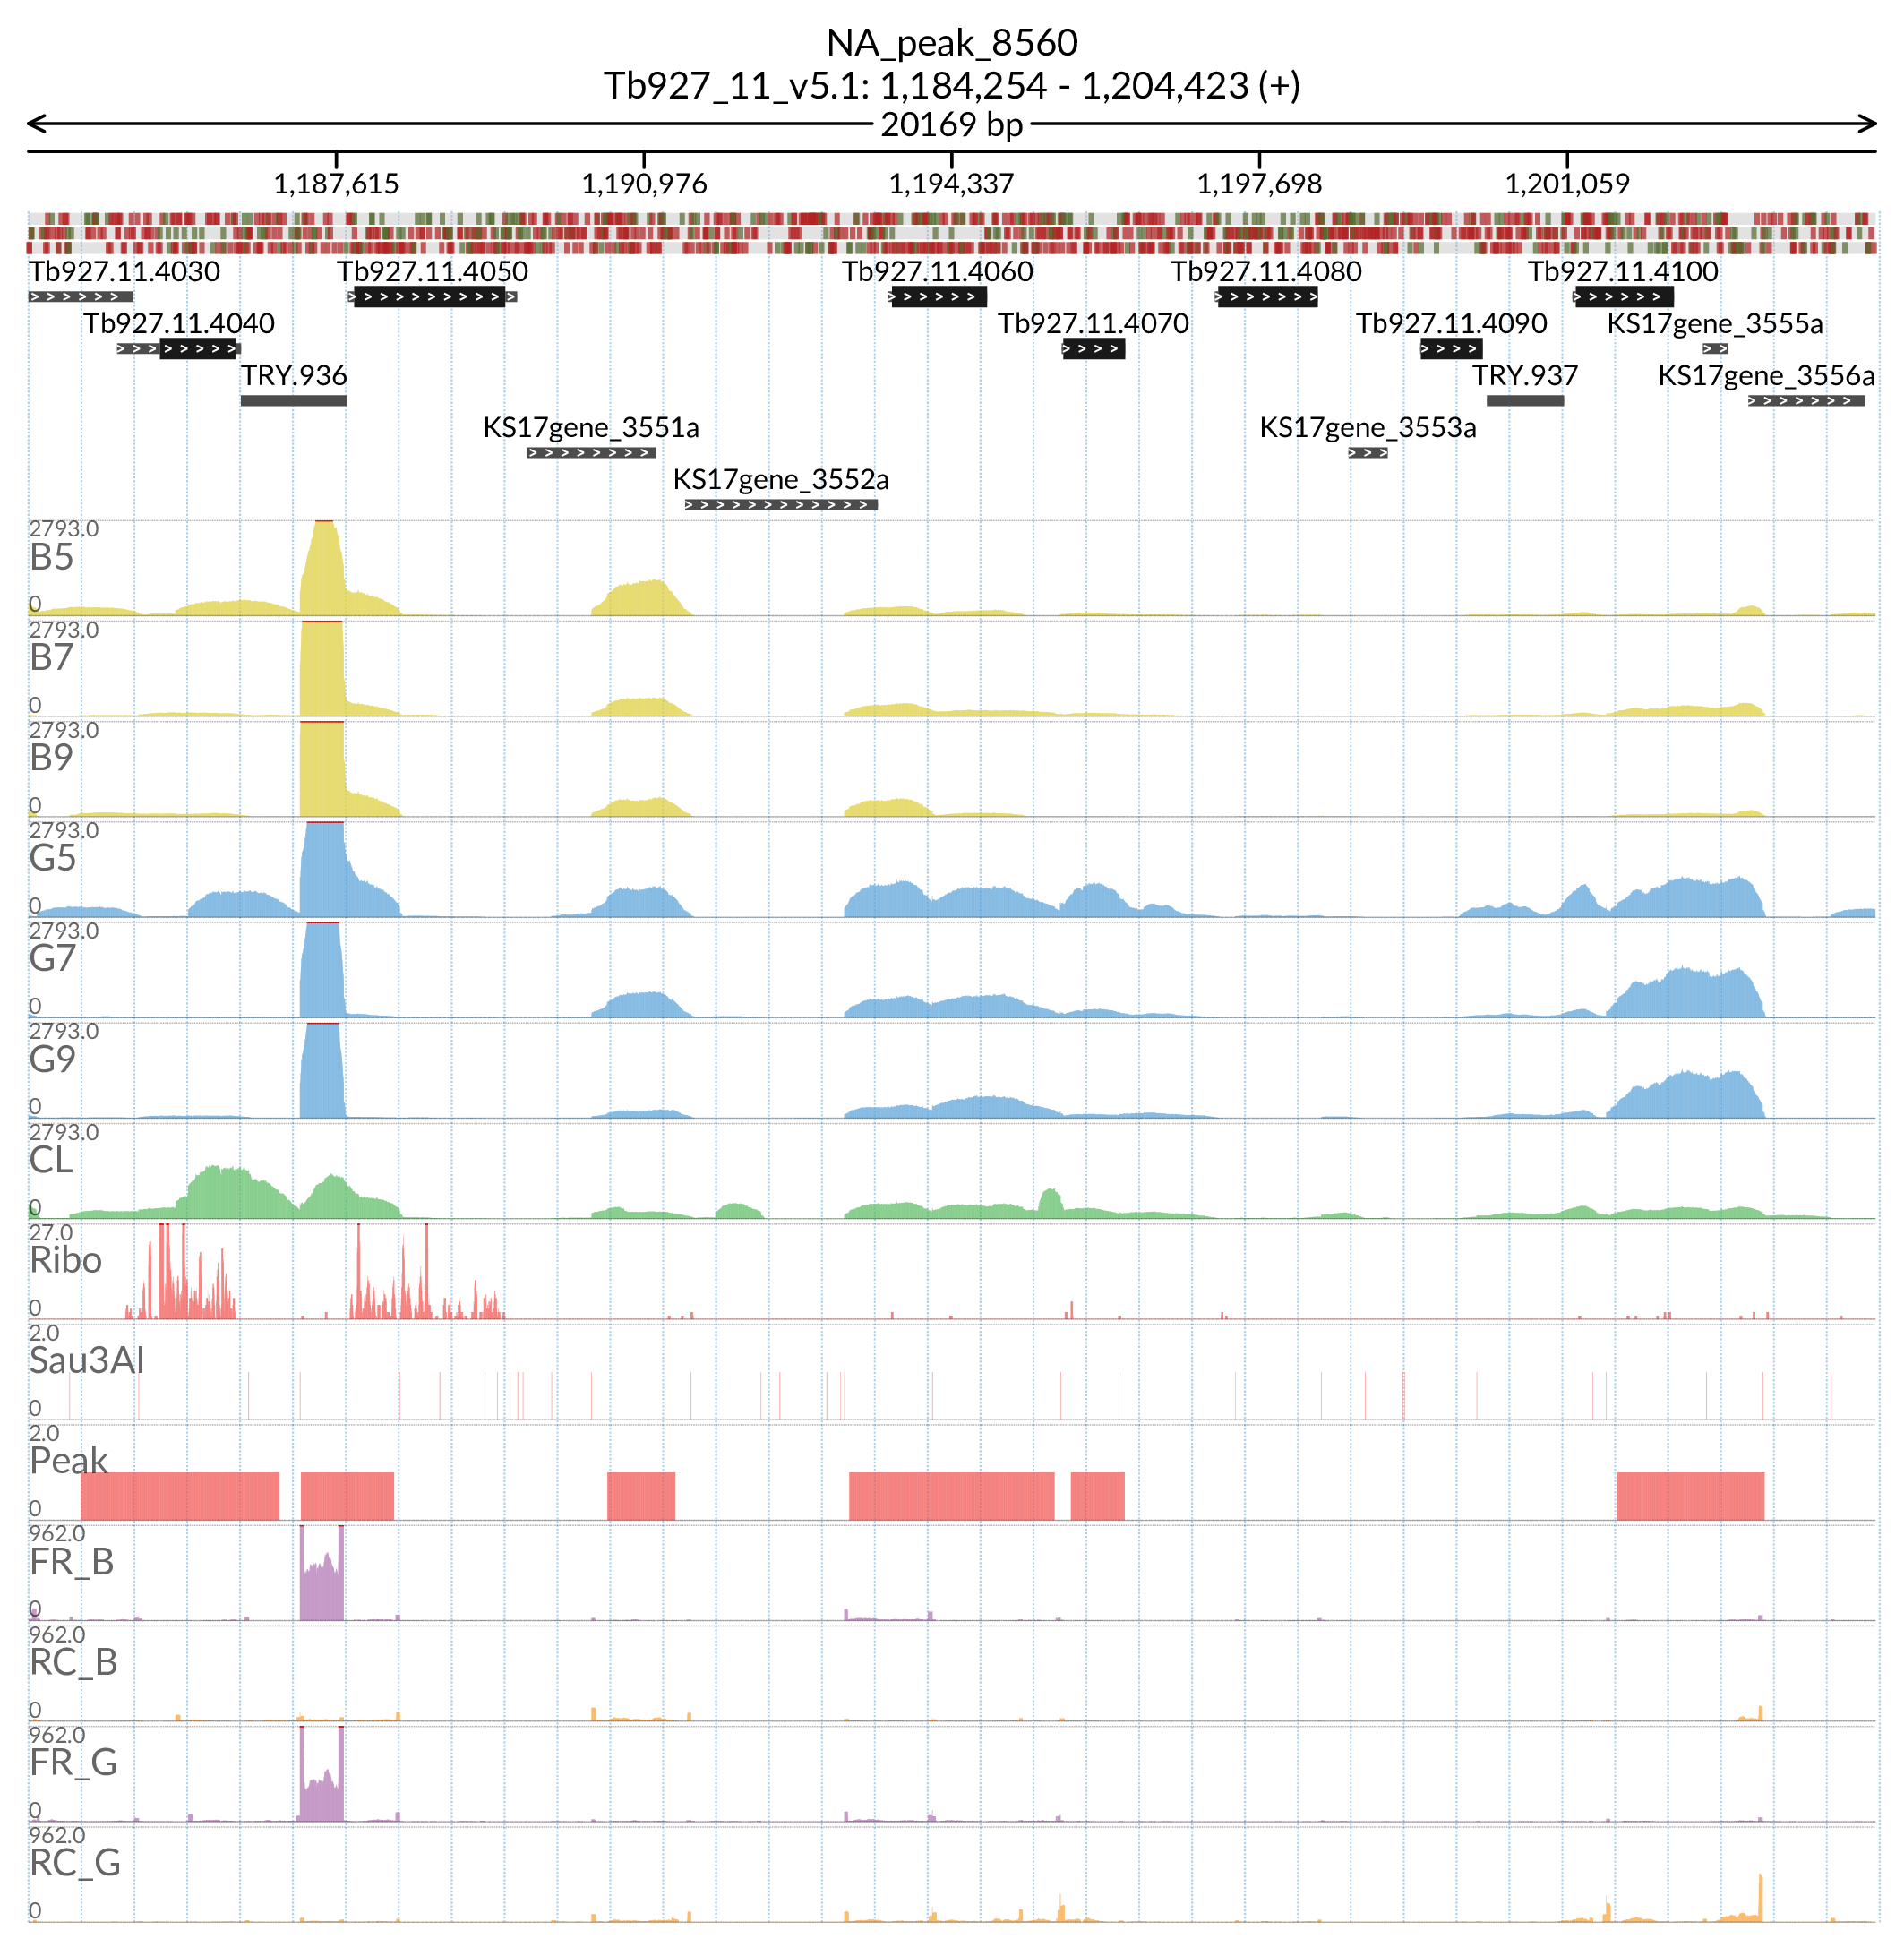 NA_peak_8560
Tb927_11_v5.1: 1,184,254 - 1,204,423 (+)
20169 bp
1,187,615 1,190,976 1,194,337 1,197,698 1,201,059
Tb927.11.4030 Tb927.11.4050 Tb927.11.4060 Tb927.11.4080 Tb927.11.4100
Tb927.11.4040 Tb927.11.4070 Tb927.11.4090 KS17gene_3555a
TRY.936 TRY.937 KS17gene_3556a
KS17gene_3551a KS17gene_3553a
KS17gene_3552a
2793.0
B5
0
2793.0
B7
0
2793.0
B9
0
2793.0
G5
0
2793.0
G7
0
2793.0
G9
0
2793.0
CL
0
27.0
Ribo
0
2.0
Sau3AI
0
2.0
Peak
0
962.0
FR_B
0
962.0
RC_B
0
962.0
FR_G
0
962.0
RC_G
0